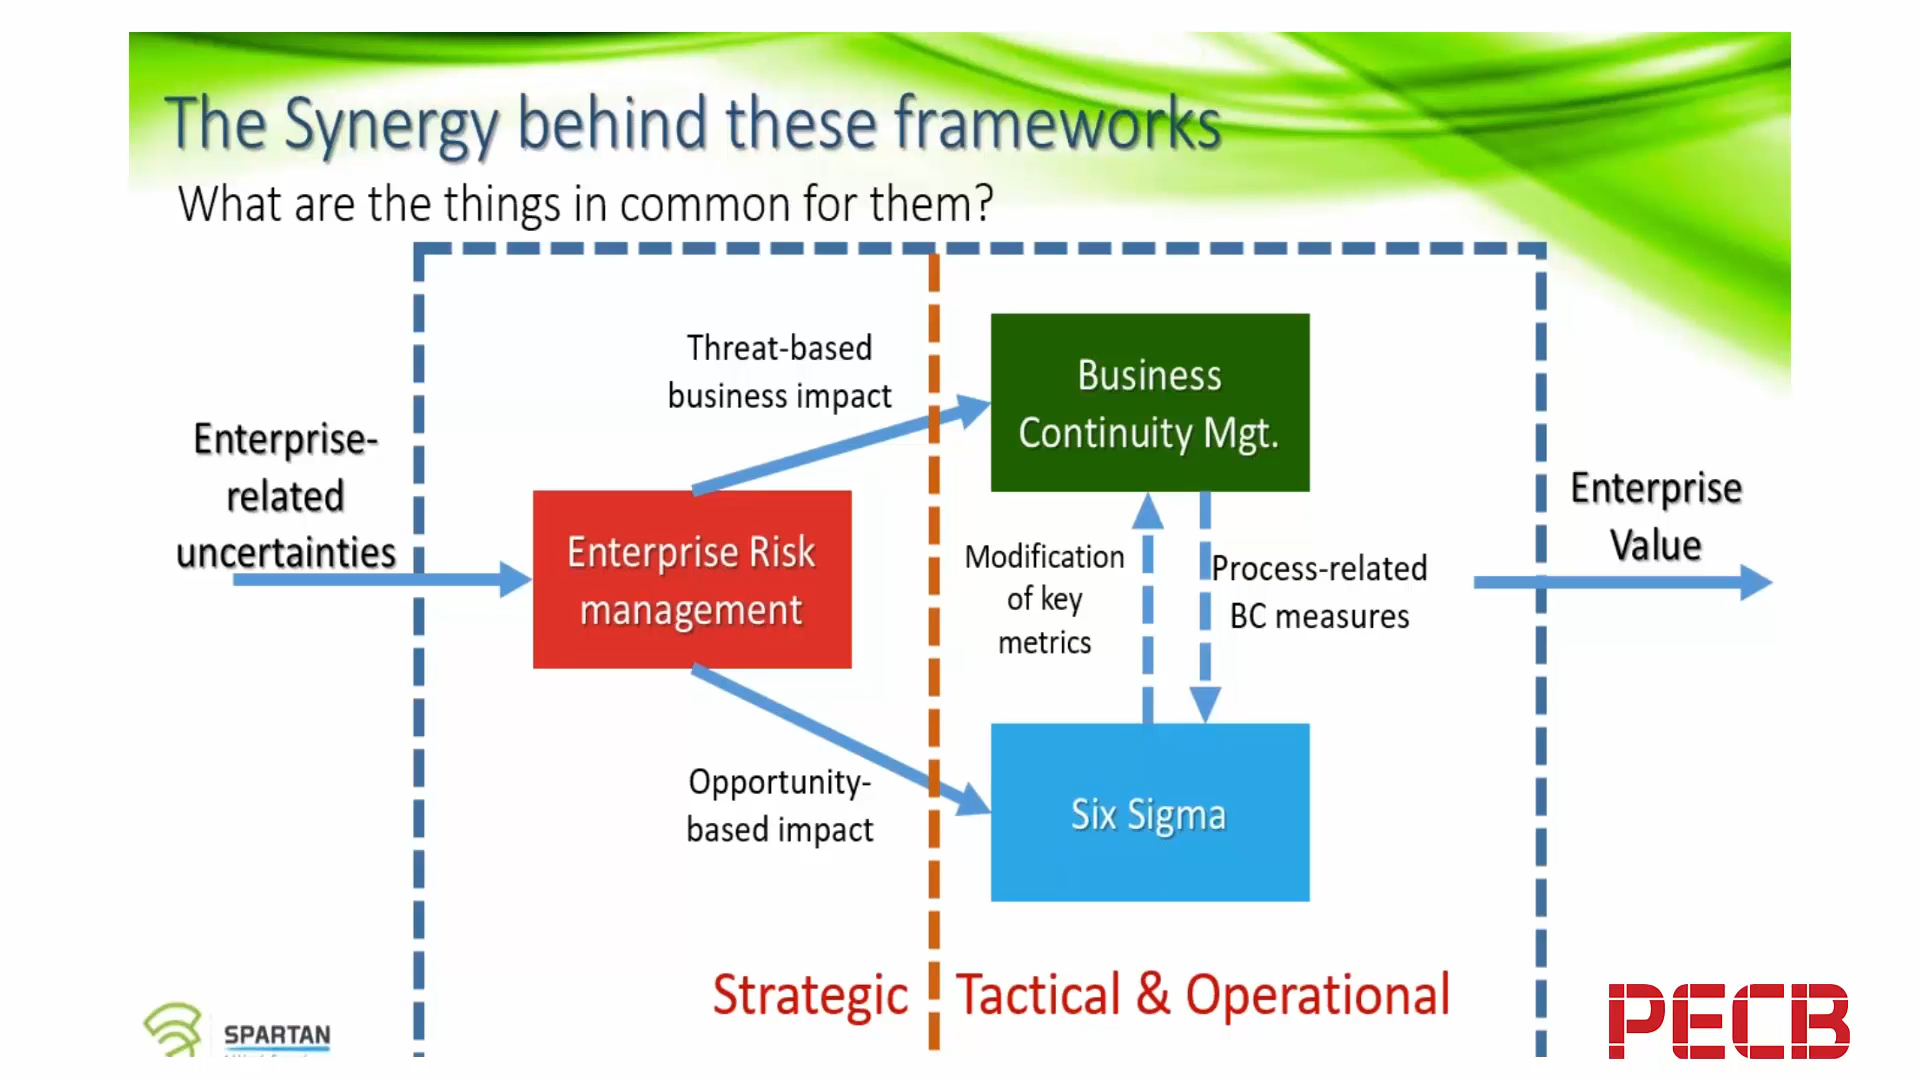 The Synergy behind these frameworks
What are the things in common for them?
Threat-based
business impact
Business
Continuity Mgt.
Enterprise-
related
uncertainties
Enterprise
Value
Enterprise Risk
management
Modification
of key
metrics
Process-related
BC measures
Opportunity-
based impact
Six Sigma
Strategic
Tactical & Operational
SPARTAN
PECB